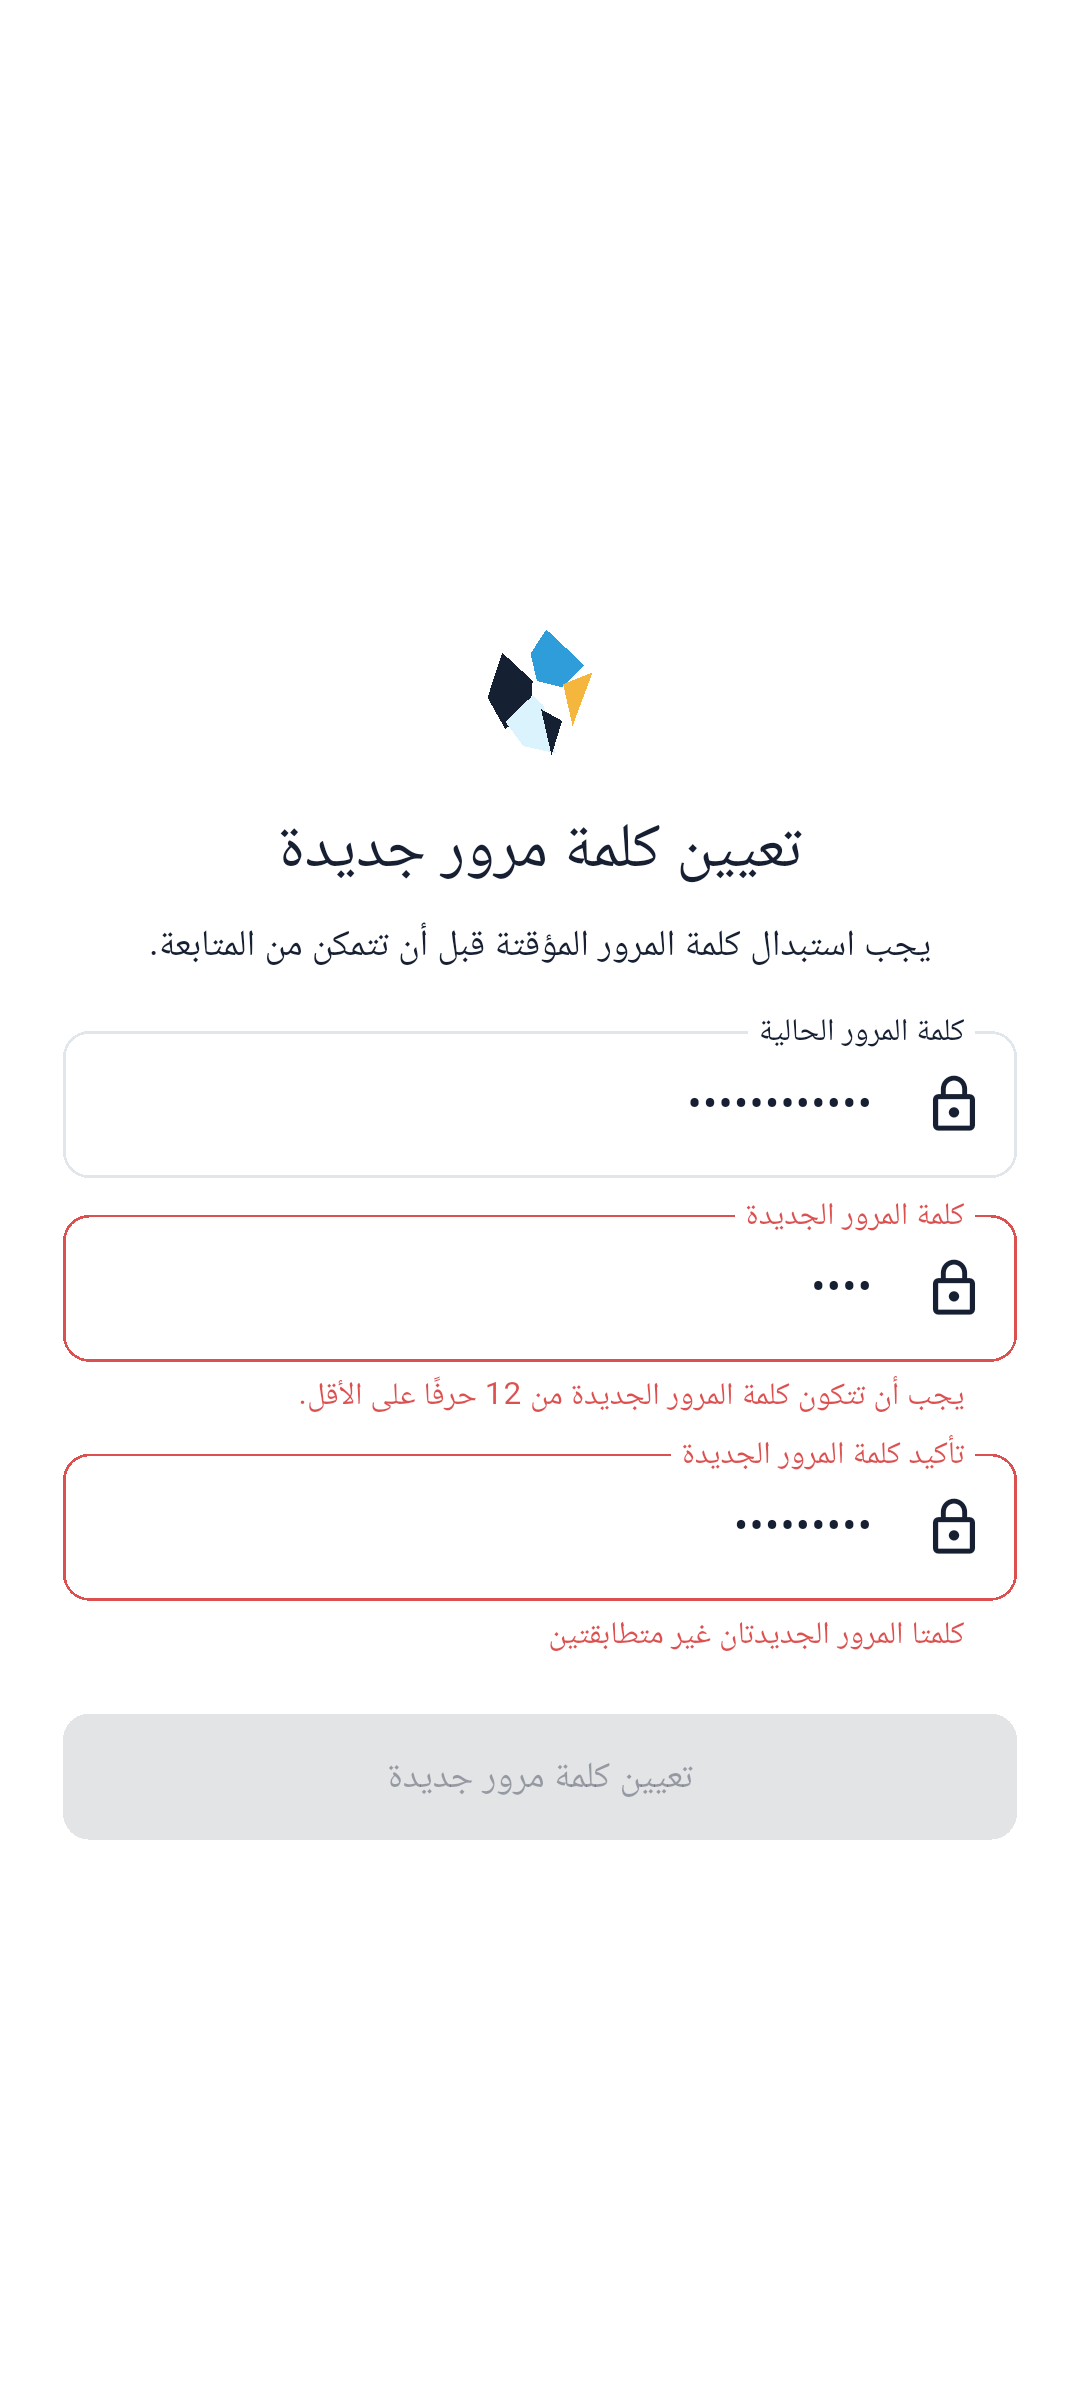 تعيين كلمة مرور جديدة
يجب استبدال كلمة المرور المؤقتة قبل أن تتمكن من المتابعة.
كلمة المرور الحالية
••••••••••••
كلمة المرور الجديدة
••••
يجب أن تتكون كلمة المرور الجديدة من 12 حرفًا على الأقل.
تأكيد كلمة المرور الجديدة
•••••••••
كلمتا المرور الجديدتان غير متطابقتين
تعيين كلمة مرور جديدة